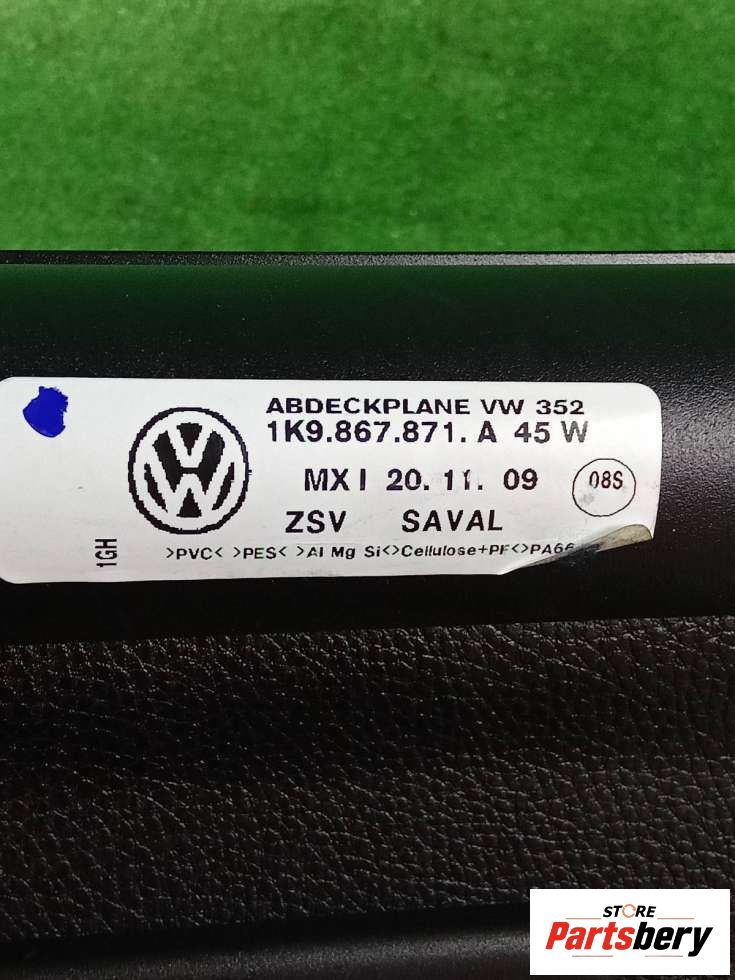 ABDECKPLANE VW 352
1K9.867.871. A 45 W
MX I 20. 11. 09 08S
ZSV SAVAL
>PVC< >PES< >Al Mg Si<>Cellulose+PF<>PA66
1GH
STORE
Partsbery